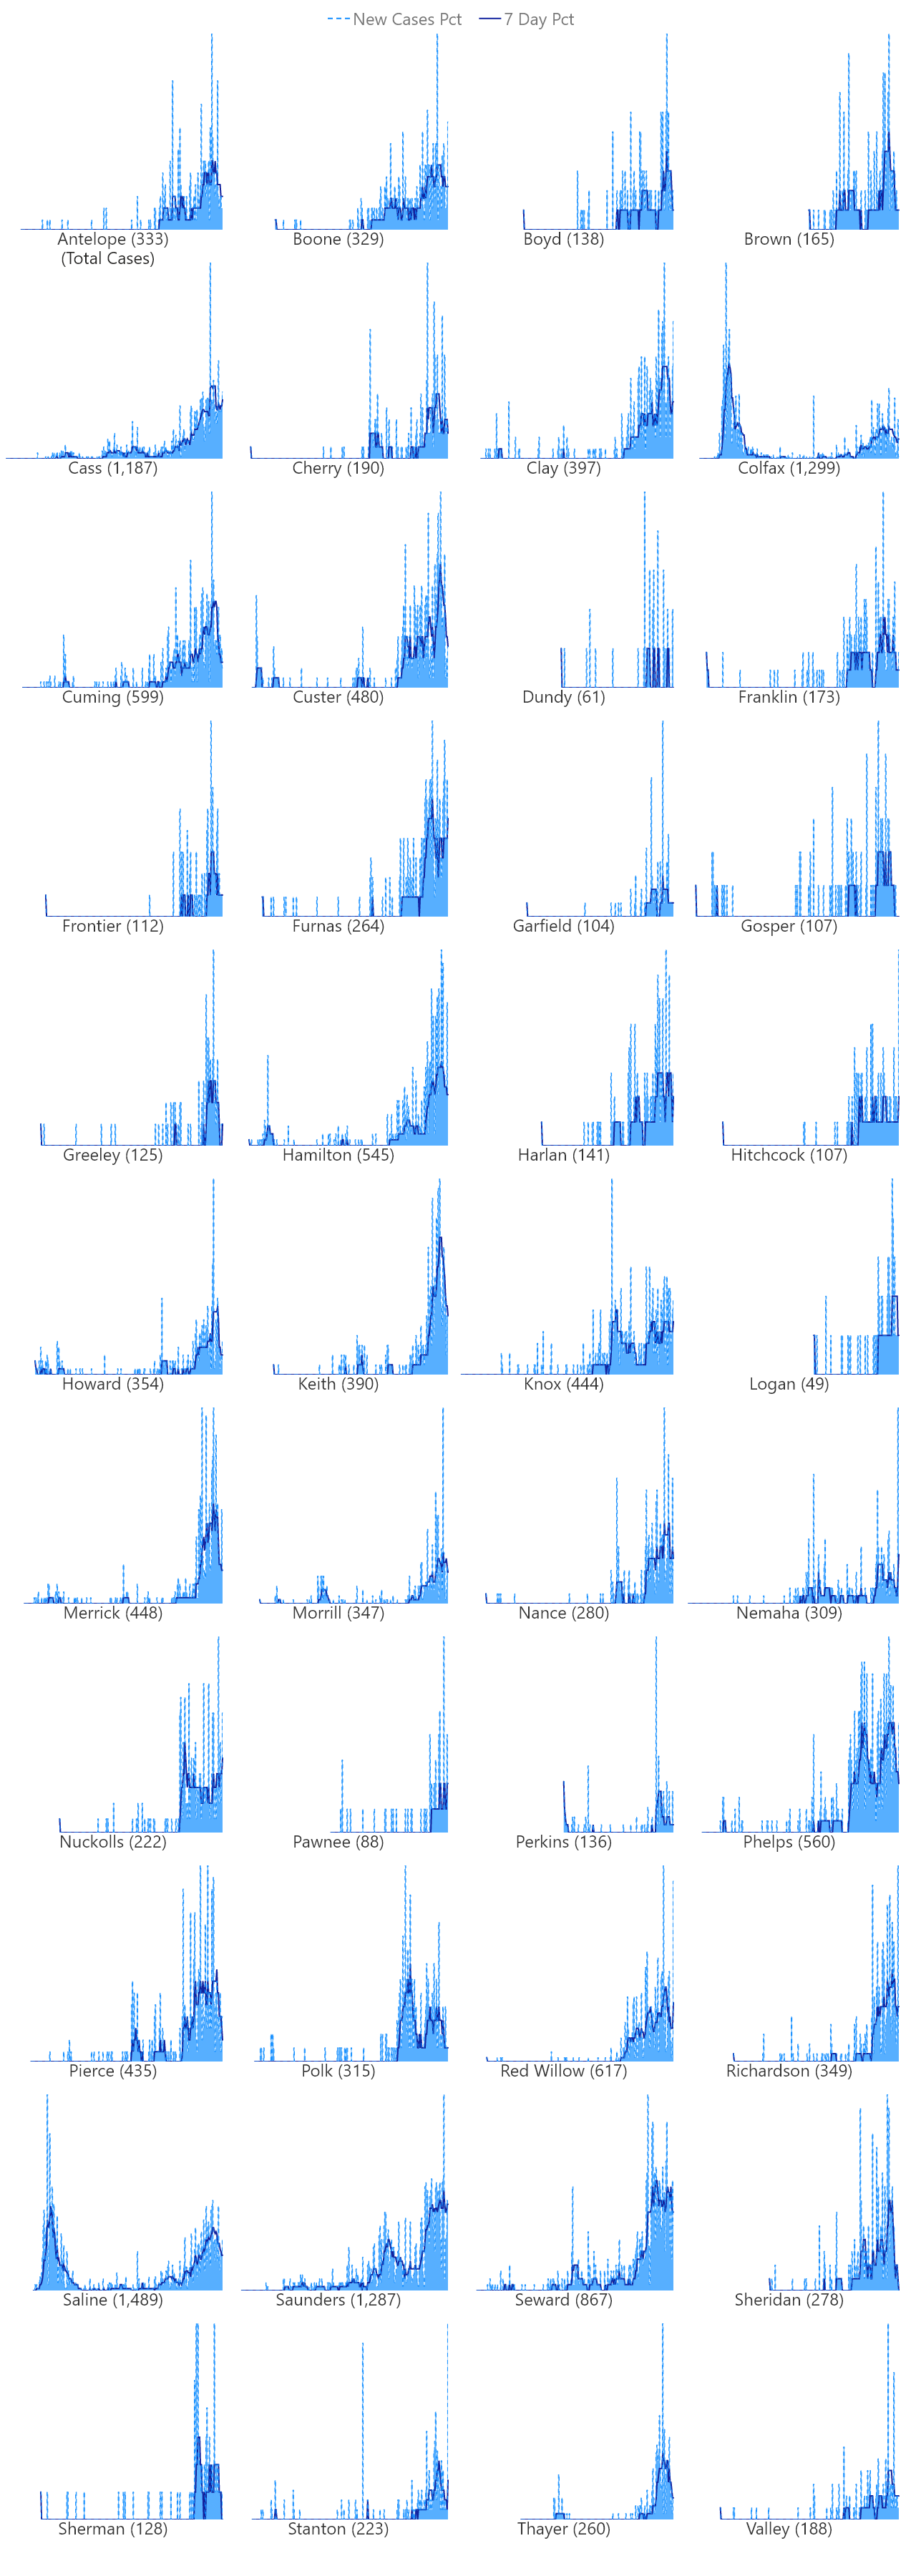 New Cases Pct 7 Day Pct
Antelope (333) Boone (329) Boyd (138) Brown (165)
(Total Cases)
Cass (1,187) Cherry (190) Clay (397) Colfax (1,299)
Cuming (599) Custer (480) Dundy (61) Franklin (173)
Frontier (112) Furnas (264) Garfield (104) Gosper (107)
Greeley (125) Hamilton (545) Harlan (141) Hitchcock (107)
Howard (354) Keith (390) Knox (444) Logan (49)
Merrick (448) Morrill (347) Nance (280) Nemaha (309)
Nuckolls (222) Pawnee (88) Perkins (136) Phelps (560)
Pierce (435) Polk (315) Red Willow (617) Richardson (349)
Saline (1,489) Saunders (1,287) Seward (867) Sheridan (278)
Sherman (128) Stanton (223) Thayer (260) Valley (188)